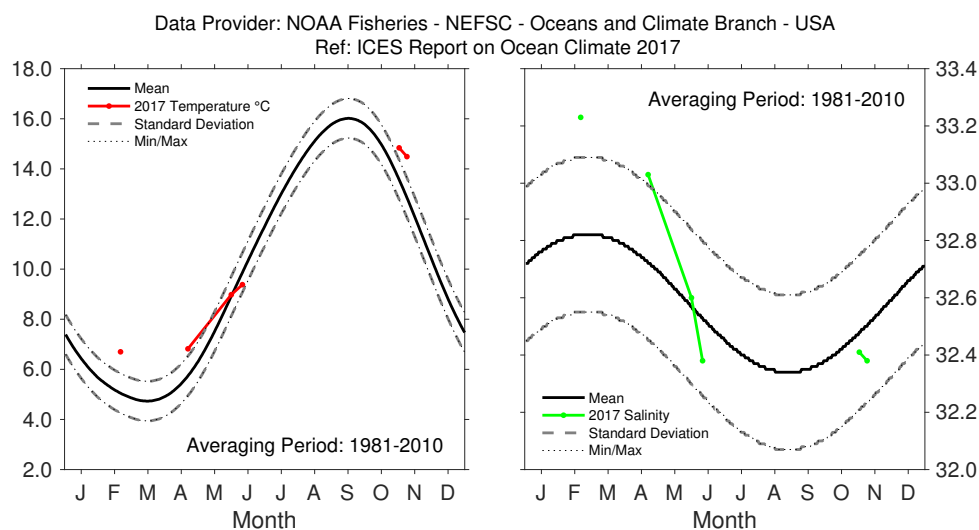 Data Provider: NOAA Fisheries - NEFSC - Oceans and Climate Branch - USA
Ref: ICES Report on Ocean Climate 2017
18.0
16.0
14.0
12.0
10.0
8.0
6.0
4.0
2.0
Mean
2017 Temperature °C
Standard Deviation
Min/Max
Averaging Period: 1981-2010
J F M A M J J A S O N D
Month
Averaging Period: 1981-2010
33.4
33.2
33.0
32.8
32.6
32.4
32.2
32.0
Mean
2017 Salinity
Standard Deviation
Min/Max
J F M A M J J A S O N D
Month